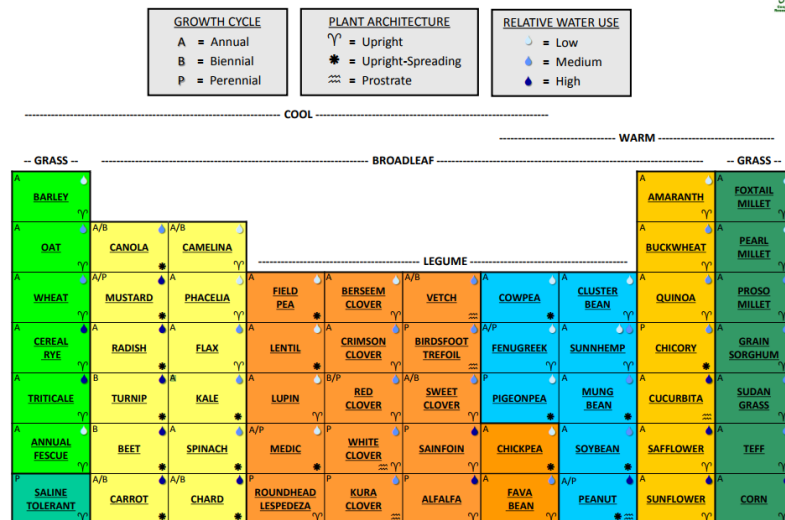 GROWTH CYCLE
A = Annual
B = Biennial
P = Perennial
PLANT ARCHITECTURE
= Upright
= Upright-Spreading
= Prostrate
RELATIVE WATER USE
= Low
= Medium
= High
COOL
WARM
-- GRASS --
BROADLEAF
-- GRASS --
A
BARLEY
A
AMARANTH
A
FOXTAIL
MILLET
A
OAT
A/B
CANOLA
A/B
CAMELINA
LEGUME
A
BUCKWHEAT
A
PEARL
MILLET
A
WHEAT
A/P
MUSTARD
A
PHACELIA
A
FIELD
PEA
A
BERSEEM
CLOVER
A/B
VETCH
A
COWPEA
A
CLUSTER
BEAN
A
QUINOA
A
PROSO
MILLET
A
CEREAL
RYE
A
RADISH
A
FLAX
A
LENTIL
A
CRIMSON
CLOVER
P
BIRDSFOOT
TREFOIL
A/P
FENUGREEK
A
SUNNHEMP
P
CHICORY
A
GRAIN
SORGHUM
A
TRITICALE
B
TURNIP
KALE
A
LUPIN
B/P
RED
CLOVER
A/B
SWEET
CLOVER
P
PIGEONPEA
A
MUNG
BEAN
A
CUCURBITA
A
SUDAN
GRASS
A
ANNUAL
FESCUE
B
BEET
A
SPINACH
A/P
MEDIC
P
WHITE
CLOVER
P
SAINFOIN
A
CHICKPEA
A
SOYBEAN
A
SAFFLOWER
A
TEFF
P
SALINE
TOLERANT
A/B
CARROT
A/B
CHARD
P
ROUNDHEAD
LESPEDEZA
P
KURA
CLOVER
P
ALFALFA
A
FAVA
BEAN
A/P
PEANUT
A
SUNFLOWER
A
CORN